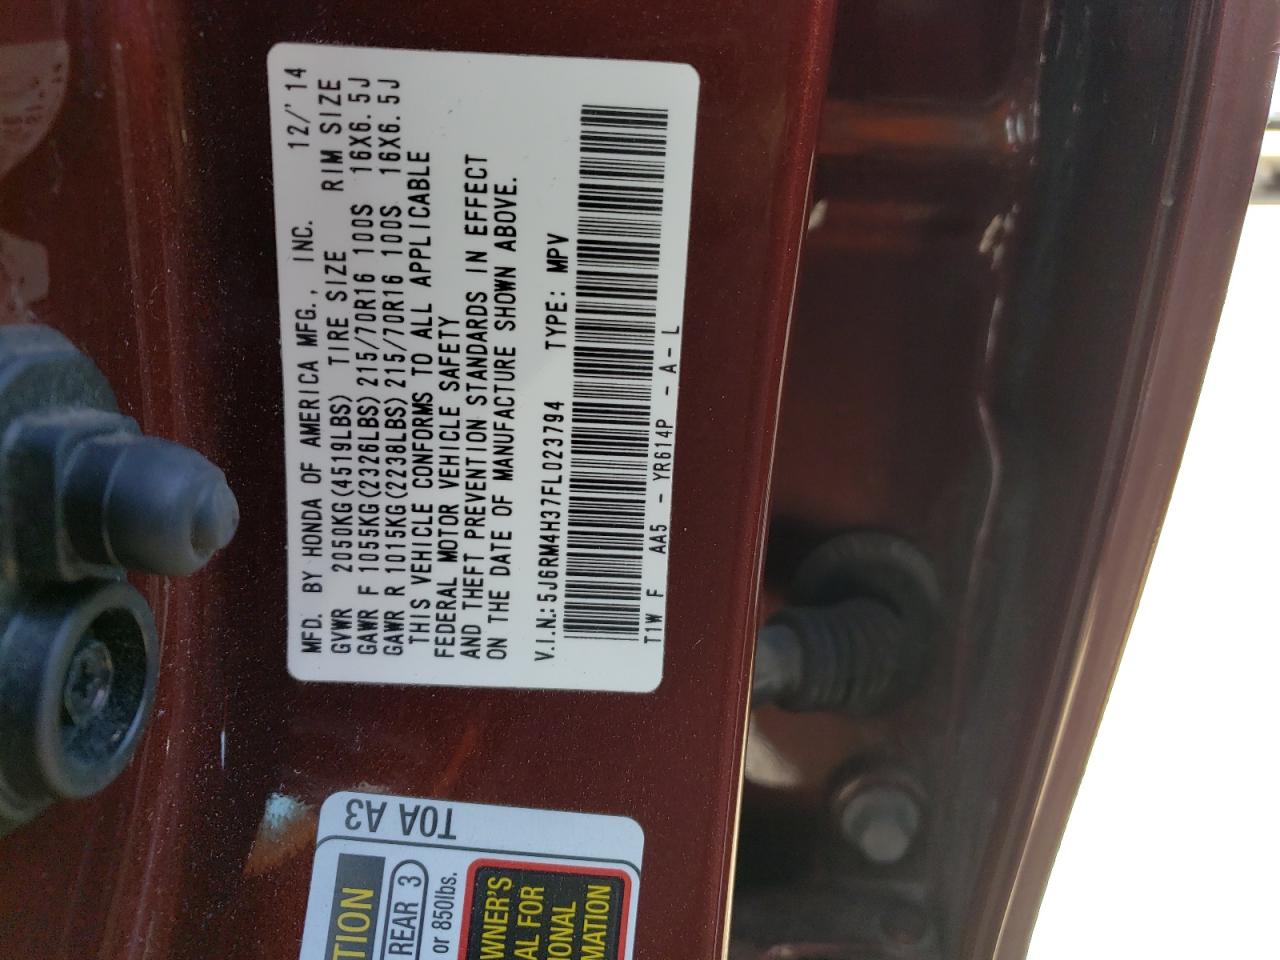 MFD. BY HONDA OF AMERICA MFG., INC. 12/'14
GVWR 2050KG(4519LBS) TIRE SIZE RIM SIZE
GAWR F 1055KG(2326LBS) 215/70R16 100S 16X6.5J
GAWR R 1015KG(2238LBS) 215/70R16 100S 16X6.5J
THIS VEHICLE CONFORMS TO ALL APPLICABLE
FEDERAL MOTOR VEHICLE SAFETY
AND THEFT PREVENTION STANDARDS IN EFFECT
ON THE DATE OF MANUFACTURE SHOWN ABOVE.
V.I.N.:5J6RM4H37FL023794 TYPE: MPV
T1W F AA5 - YR614P - A - L
T0A A3
TION
REAR 3
or 850lbs.
WNER'S
AL FOR
IONAL
MATION